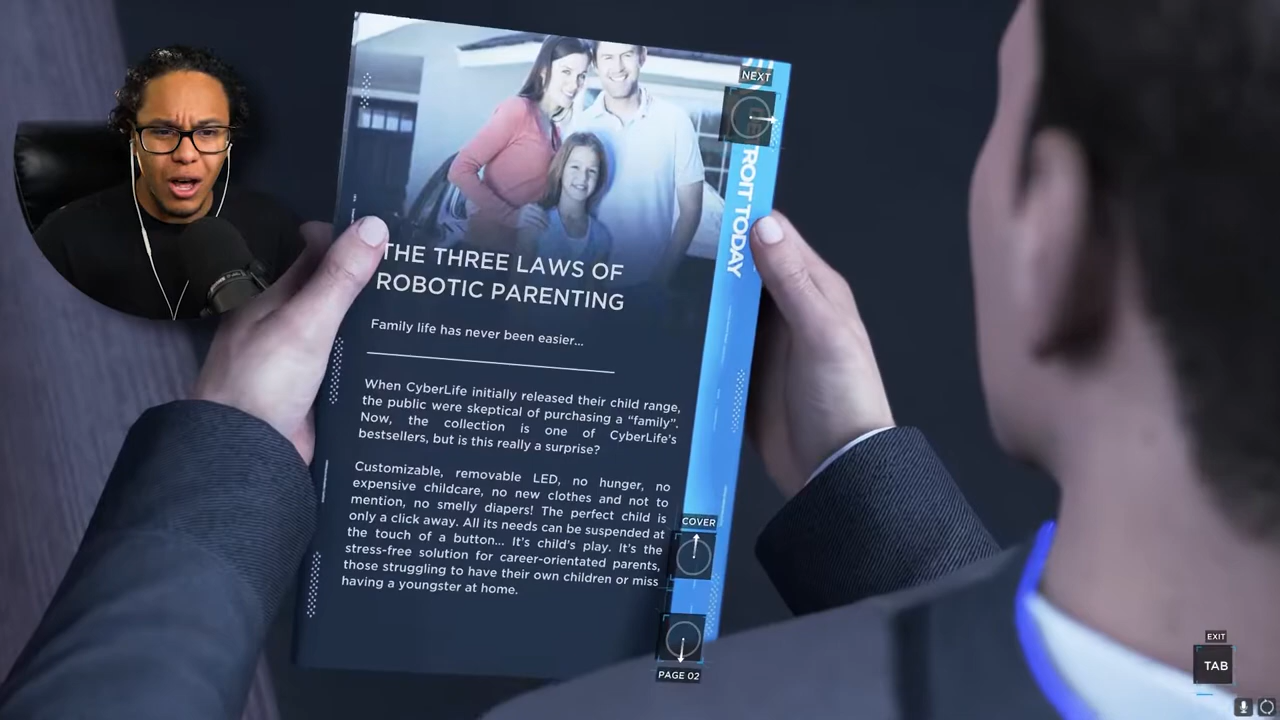 NEXT
TROIT TODAY
THE THREE LAWS OF
ROBOTIC PARENTING
Family life has never been easier...
When CyberLife initially released their child range,
the public were skeptical of purchasing a “family”.
Now, the collection is one of CyberLife's
bestsellers, but is this really a surprise?
Customizable, removable LED, no hunger, no
expensive childcare, no new clothes and not to
mention, no smelly diapers! The perfect child is
only a click away. All its needs can be suspended at
the touch of a button... It's child's play. It's the
stress-free solution for career-orientated parents,
those struggling to have their own children or miss
having a youngster at home.
COVER
PAGE 02
EXIT
TAB